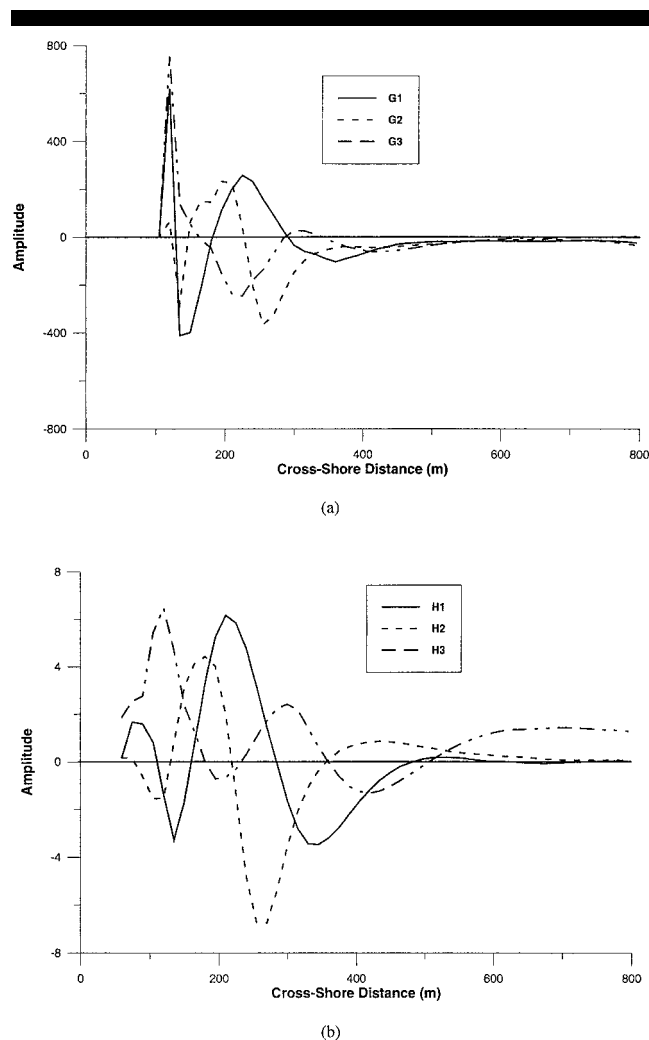 800
400
0
-400
-800
Amplitude
G1
G2
G3
0 200 400 600 800
Cross-Shore Distance (m)
(a)
8
4
0
-4
-8
Amplitude
H1
H2
H3
0 200 400 600 800
Cross-Shore Distance (m)
(b)